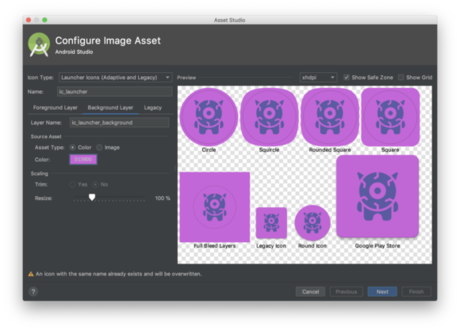 Asset Studio
Configure Image Asset
Android Studio
Icon Type: Launcher Icons (Adaptive and Legacy)
Preview xhdpi Show Safe Zone Show Grid
Name: ic_launcher
Foreground Layer Background Layer Legacy
Layer Name: ic_launcher_background
Source Asset
Asset Type: Color Image
Color:
Scaling
Trim: Yes No
Resize: 100 %
Circle Squircle Rounded Square Square
Full Bleed Layers Legacy Icon Round Icon Google Play Store
An icon with the same name already exists and will be overwritten.
? Cancel Previous Next Finish